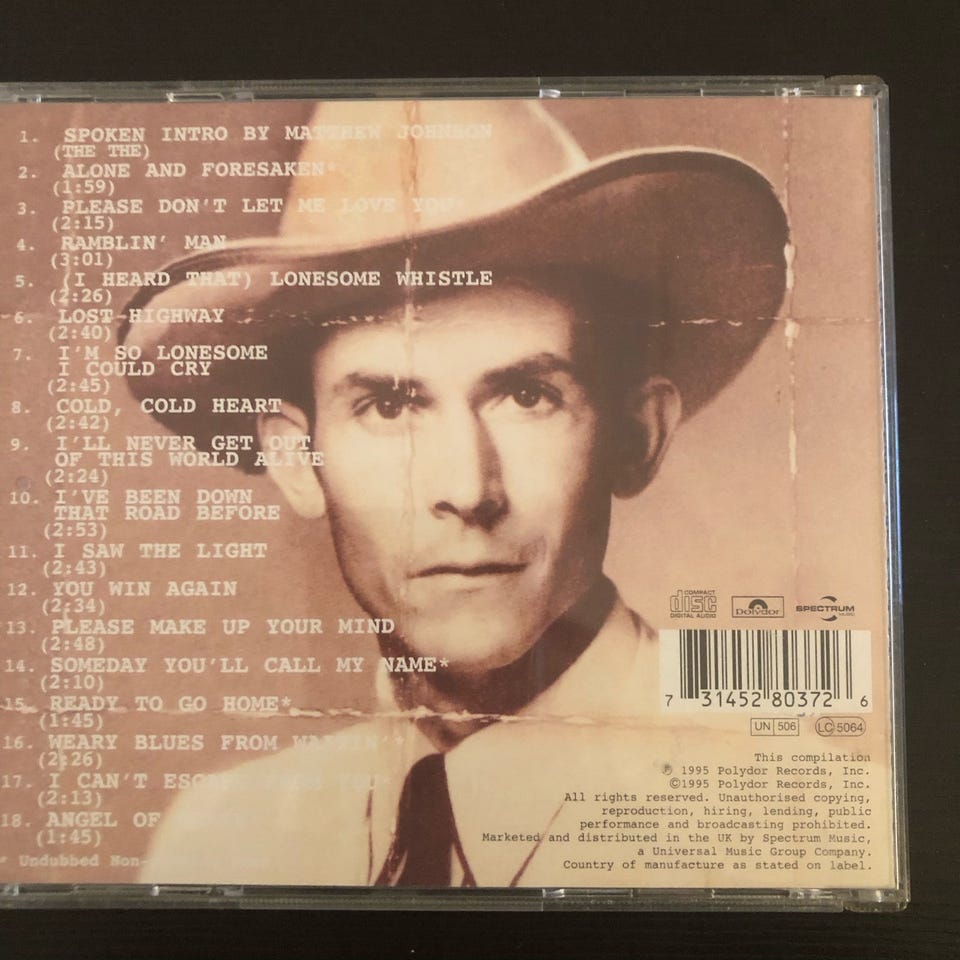 1. SPOKEN INTRO BY MATTHEW JOHNSON
(THE THE)
2. ALONE AND FORESAKEN*
(1:59)
3. PLEASE DON'T LET ME LOVE YOU*
(2:15)
4. RAMBLIN' MAN
(3:01)
5. (I HEARD THAT) LONESOME WHISTLE
(2:26)
6. LOST HIGHWAY
(2:40)
7. I'M SO LONESOME
I COULD CRY
(2:45)
8. COLD, COLD HEART
(2:42)
9. I'LL NEVER GET OUT
OF THIS WORLD ALIVE
(2:24)
10. I'VE BEEN DOWN
THAT ROAD BEFORE
(2:53)
11. I SAW THE LIGHT
(2:43)
12. YOU WIN AGAIN
(2:34)
13. PLEASE MAKE UP YOUR MIND
(2:48)
14. SOMEDAY YOU'LL CALL MY NAME*
(2:10)
15. READY TO GO HOME*
(1:45)
16. WEARY BLUES FROM WAITIN'*
(2:26)
17. I CAN'T ESCAPE FROM YOU
(2:13)
18. ANGEL OF
(1:45)
* Undubbed Non-
COMPACT
disc
DIGITAL AUDIO
Polydor
SPECTRUM
MUSIC
7 31452 80372 6
UN 506
LC 5064
This compilation
℗ 1995 Polydor Records, Inc.
©1995 Polydor Records, Inc.
All rights reserved. Unauthorised copying,
reproduction, hiring, lending, public
performance and broadcasting prohibited.
Marketed and distributed in the UK by Spectrum Music,
a Universal Music Group Company.
Country of manufacture as stated on label.